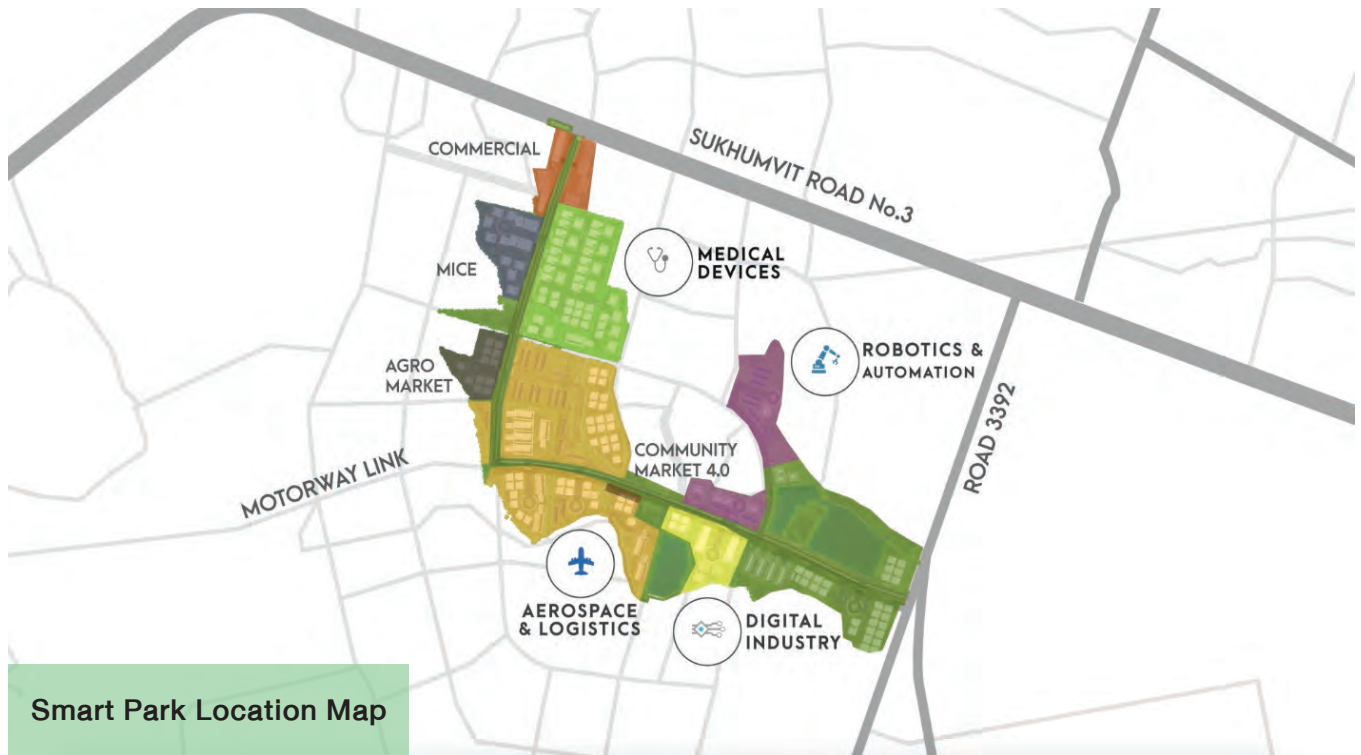 COMMERCIAL
SUKHUMVIT ROAD No.3
MEDICAL
DEVICES
MICE
ROBOTICS &
AUTOMATION
AGRO
MARKET
ROAD 3392
COMMUNITY
MARKET 4.0
MOTORWAY LINK
AEROSPACE
& LOGISTICS
DIGITAL
INDUSTRY
Smart Park Location Map